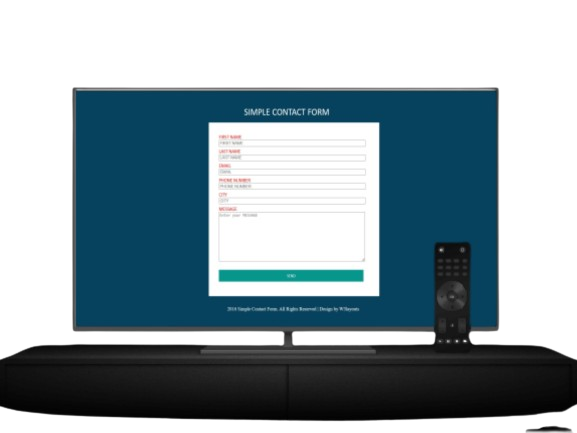 SIMPLE CONTACT FORM
FIRST NAME
FIRST NAME
LAST NAME
LAST NAME
EMAIL
EMAIL
PHONE NUMBER
PHONE NUMBER
CITY
CITY
MESSAGE
Enter your Message
SEND
2018 Simple Contact Form. All Rights Reserved | Design by W3layouts